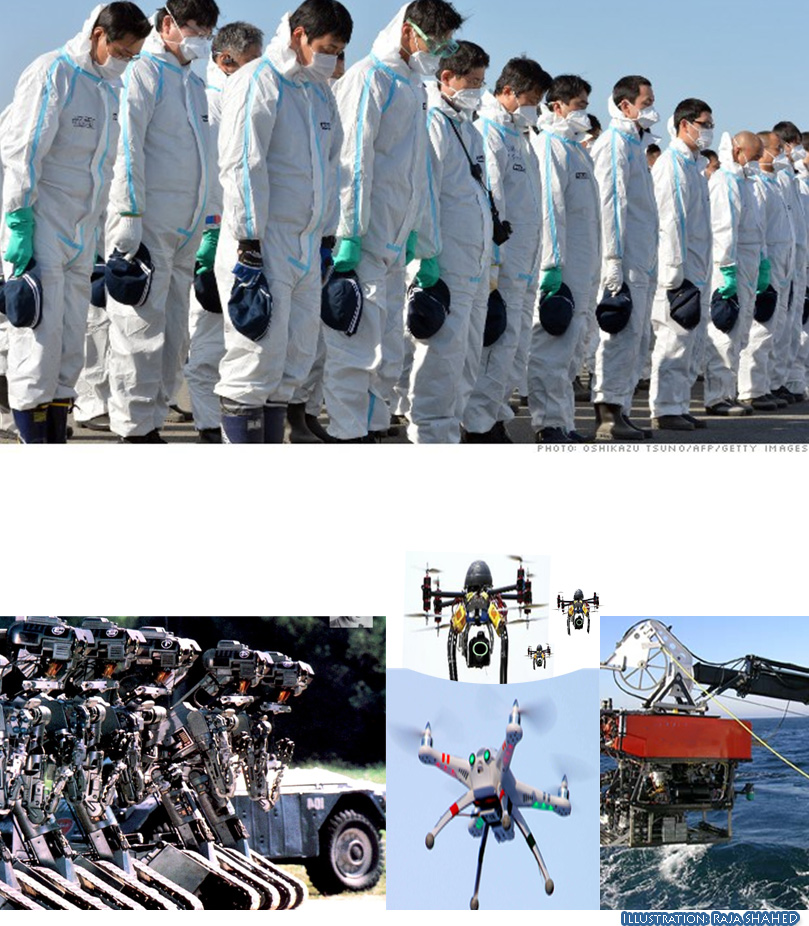 PHOTO: OSHIKAZU TSUNO/AFP/GETTY IMAGES
ILLUSTRATION: RAJA SHAHED